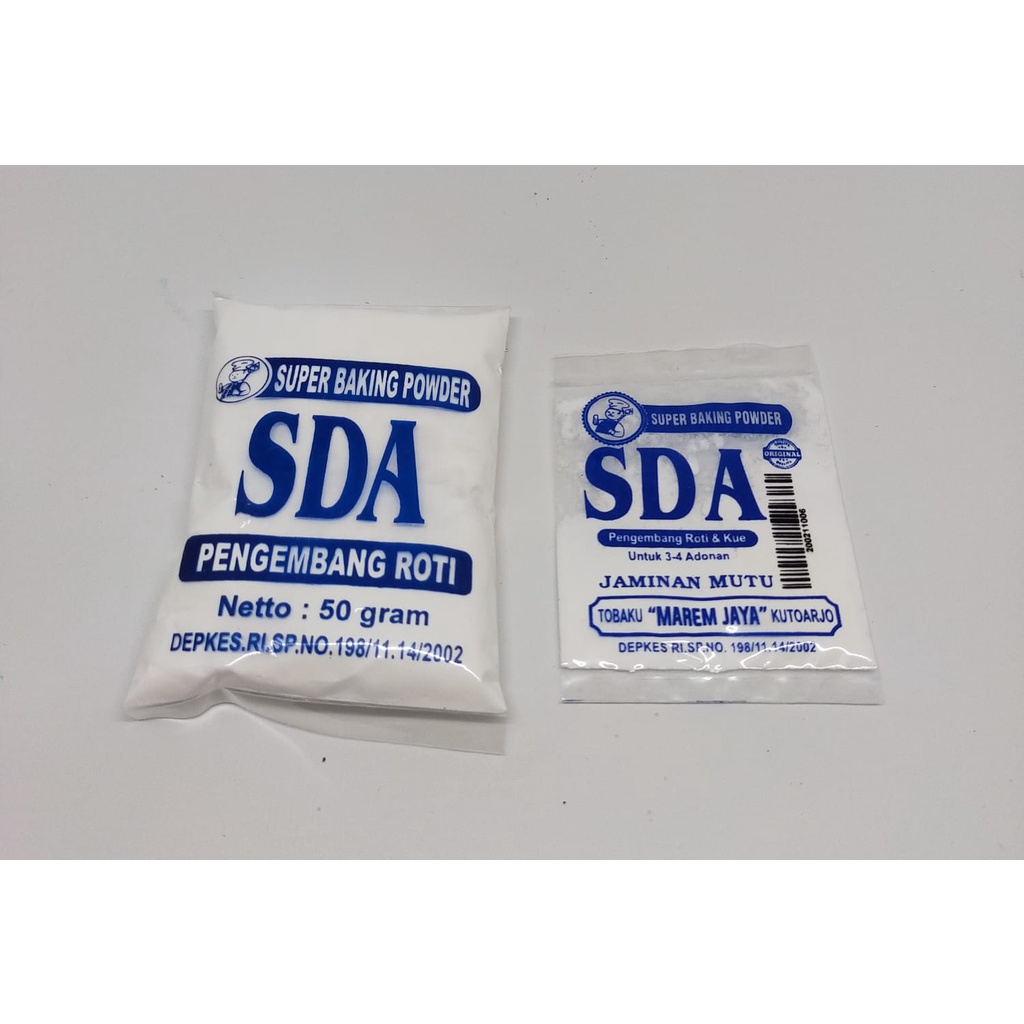 SUPER BAKING POWDER
SDA
PENGEMBANG ROTI
Netto : 50 gram
DEPKES.RI.SP.NO.198/11.14/2002
SUPER BAKING POWDER
SDA
ORIGINAL
Pengembang Roti & Kue
Untuk 3-4 Adonan
200211006
JAMINAN MUTU
TOBAKU "MAREM JAYA" KUTOARJO
DEPKES RI.SP.NO. 198/11.14/2002